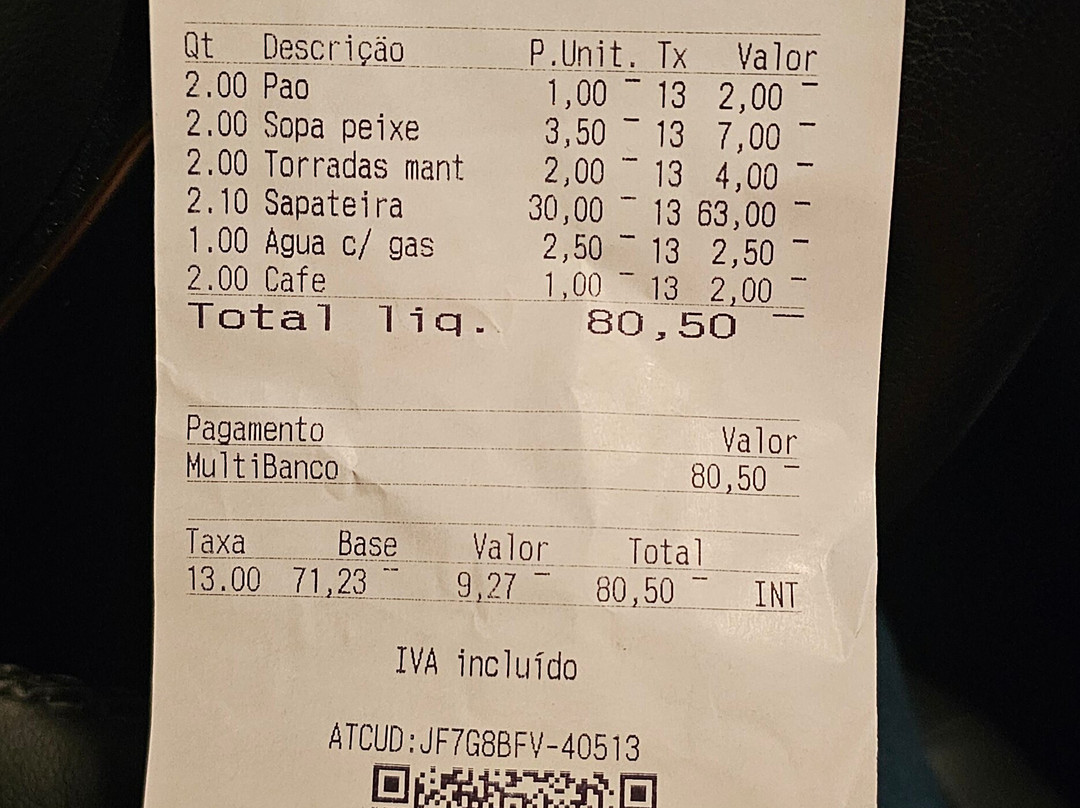 Qt Descrição P.Unit. Tx Valor
2.00 Pao 1,00 13 2,00
2.00 Sopa peixe 3,50 13 7,00
2.00 Torradas mant 2,00 13 4,00
2.10 Sapateira 30,00 13 63,00
1.00 Agua c/ gas 2,50 13 2,50
2.00 Cafe 1,00 13 2,00
Total liq. 80,50
Pagamento Valor
MultiBanco 80,50
Taxa Base Valor Total
13.00 71,23 9,27 80,50 INT
IVA incluído
ATCUD:JF7G8BFV-40513